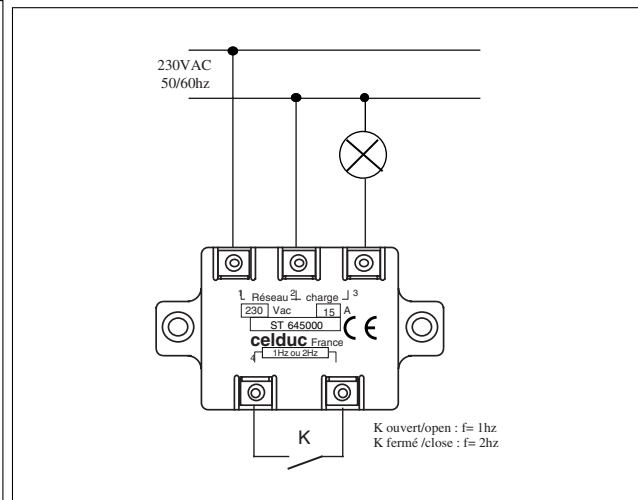 230VAC
50/60hz
1 Réseau 2 charge 3
230 Vac 15 A
ST 645000 CE
celduc France
4 1Hz ou 2Hz
K
K ouvert/open : f= 1hz
K fermé /close : f= 2hz